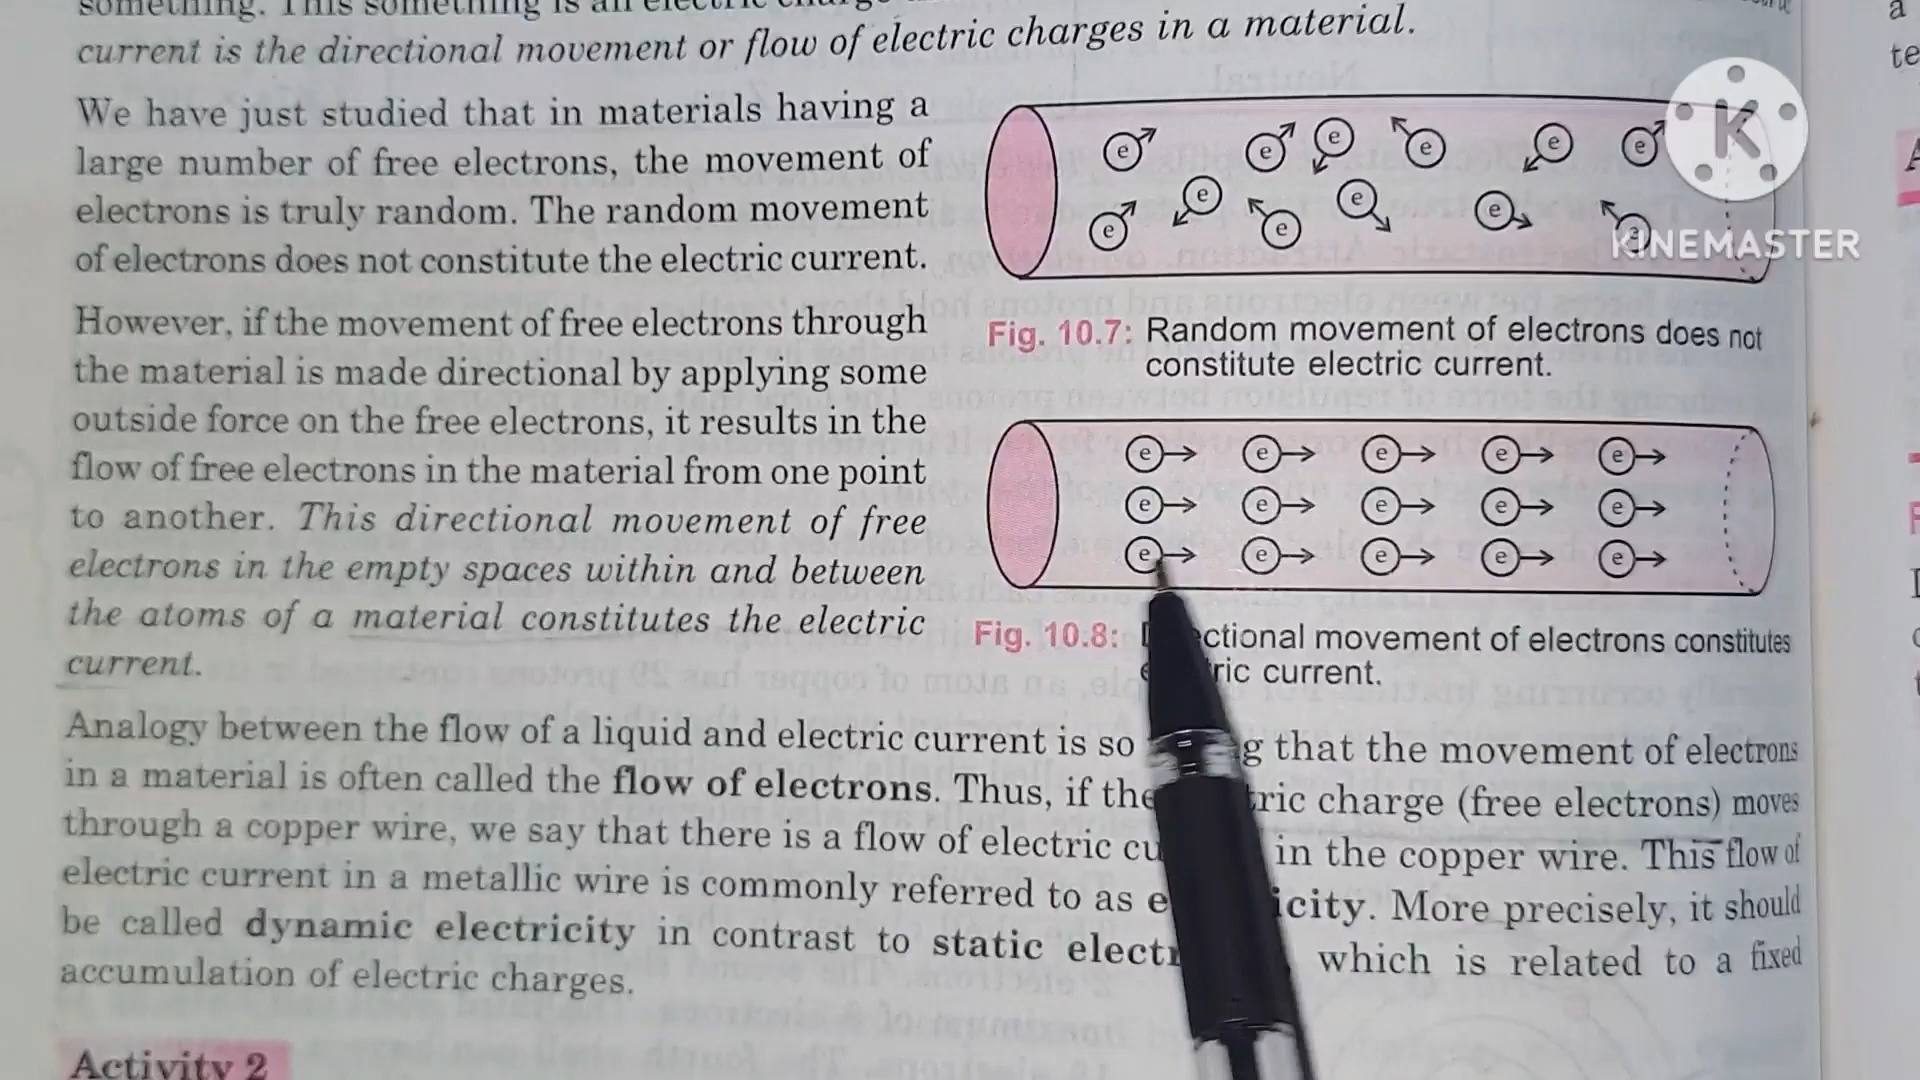 current is the directional movement or flow of electric charges in a material.
We have just studied that in materials having a
large number of free electrons, the movement of
electrons is truly random. The random movement
of electrons does not constitute the electric current.
However, if the movement of free electrons through
the material is made directional by applying some
outside force on the free electrons, it results in the
flow of free electrons in the material from one point
to another. This directional movement of free
electrons in the empty spaces within and between
the atoms of a material constitutes the electric
current.
e e e e e e
e e e e e e
K
KINEMASTER
Fig. 10.7: Random movement of electrons does not
constitute electric current.
e e e e e
e e e e e
e e e e e
Fig. 10.8: ctional movement of electrons constitutes
ric current.
Analogy between the flow of a liquid and electric current is so g that the movement of electrons
in a material is often called the flow of electrons. Thus, if the tric charge (free electrons) moves
through a copper wire, we say that there is a flow of electric cu in the copper wire. This flow of
electric current in a metallic wire is commonly referred to as e icity. More precisely, it should
be called dynamic electricity in contrast to static elect which is related to a fixed
accumulation of electric charges.
Activity 2